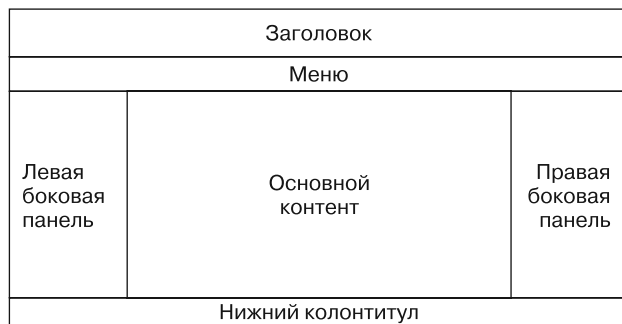 Заголовок
Меню
Левая
боковая
панель
Основной
контент
Правая
боковая
панель
Нижний колонтитул